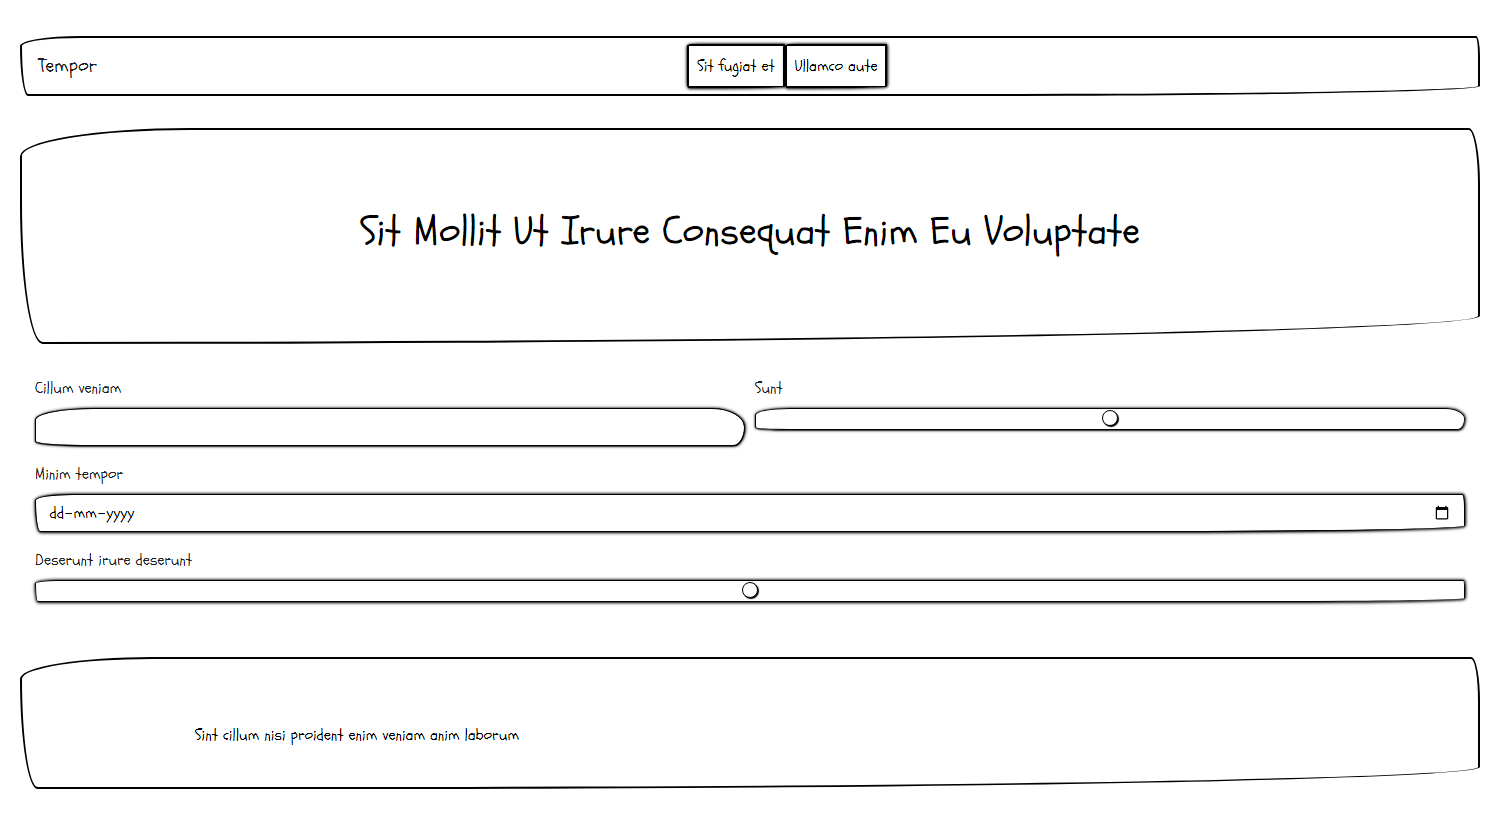 Tempor
Sit fugiat et
Ullamco aute
Sit Mollit Ut Irure Consequat Enim Eu Voluptate
Cillum veniam
Sunt
Minim tempor
dd-mm-yyyy
Deserunt irure deserunt
Sint cillum nisi proident enim veniam anim laborum